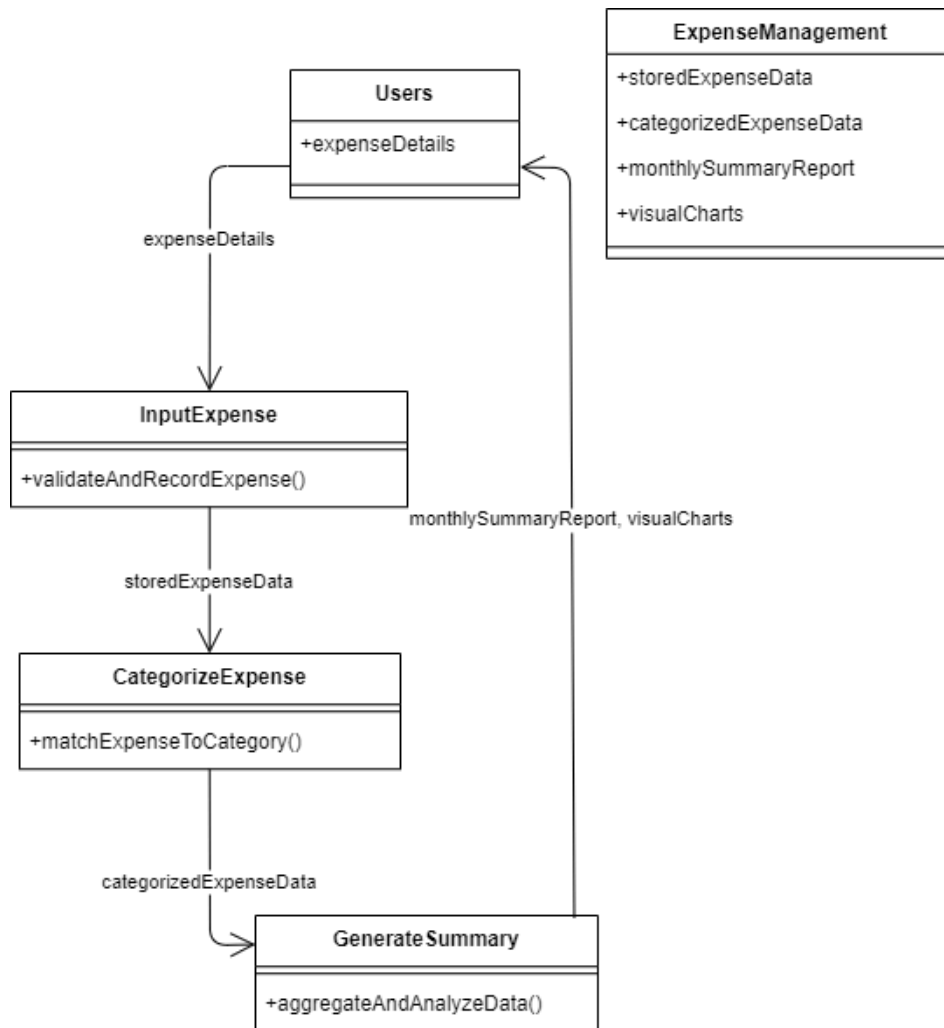 ExpenseManagement
+storedExpenseData
+categorizedExpenseData
+monthlySummaryReport
+visualCharts
Users
+expenseDetails
expenseDetails
InputExpense
+validateAndRecordExpense()
monthlySummaryReport, visualCharts
storedExpenseData
CategorizeExpense
+matchExpenseToCategory()
categorizedExpenseData
GenerateSummary
+aggregateAndAnalyzeData()